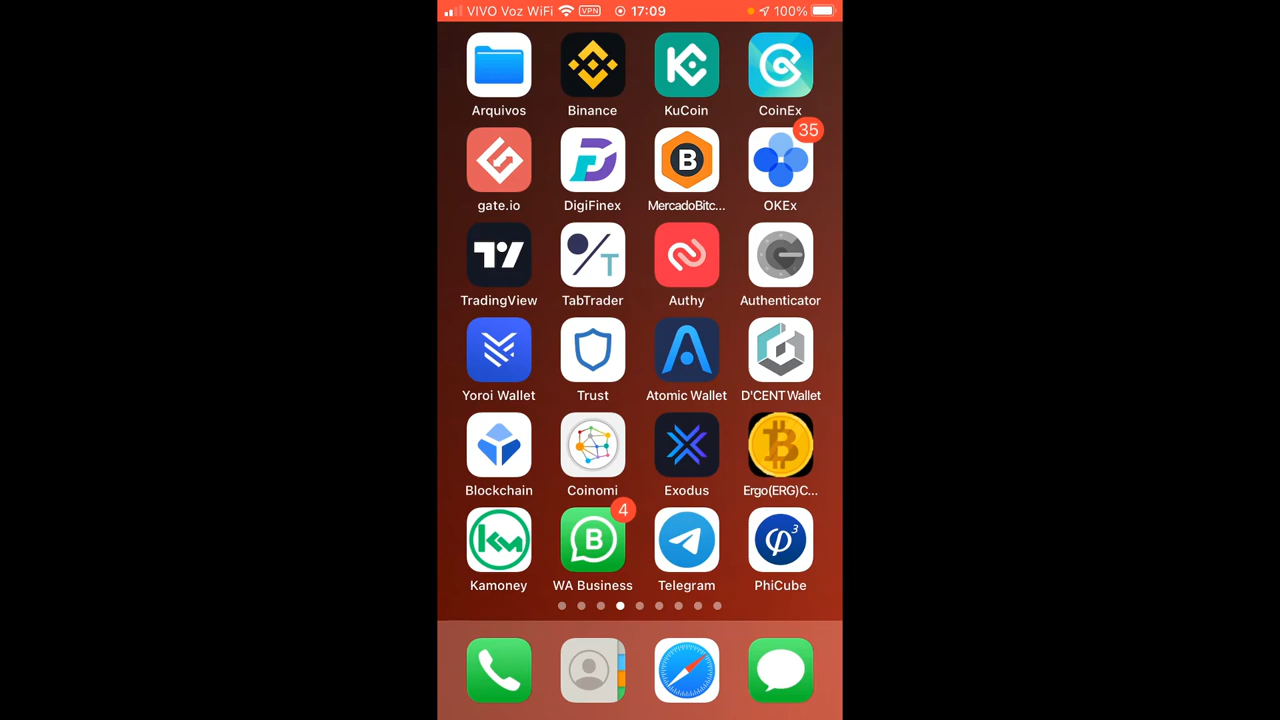 VIVO Voz WiFi VPN 17:09 100%
Arquivos Binance KuCoin CoinEx
35
gate.io DigiFinex MercadoBitc... OKEx
TradingView TabTrader Authy Authenticator
Yoroi Wallet Trust Atomic Wallet D'CENT Wallet
Blockchain Coinomi Exodus Ergo(ERG)C...
4
Kamoney WA Business Telegram PhiCube